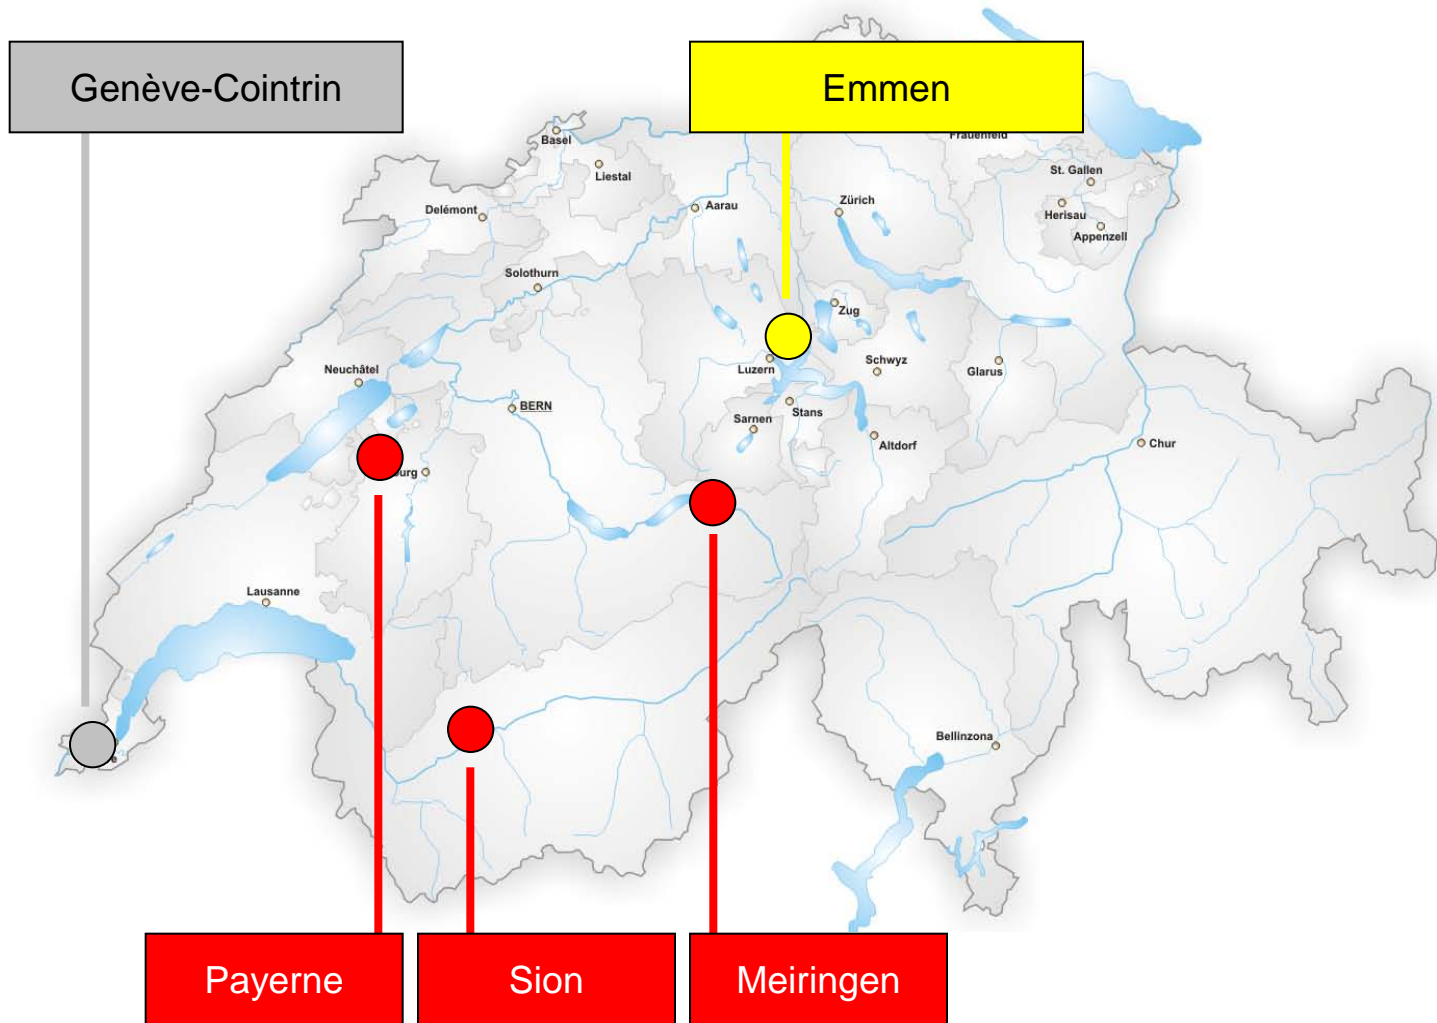 Genève-Cointrin
Emmen
Basel
Frauenfeld
Liestal
St. Gallen
Delémont
Aarau
Zürich
Herisau
Appenzell
Solothurn
Zug
Neuchâtel
Luzern
Schwyz
Glarus
BERN
Stans
Sarnen
Altdorf
Chur
urg
Lausanne
Bellinzona
e
Payerne
Sion
Meiringen